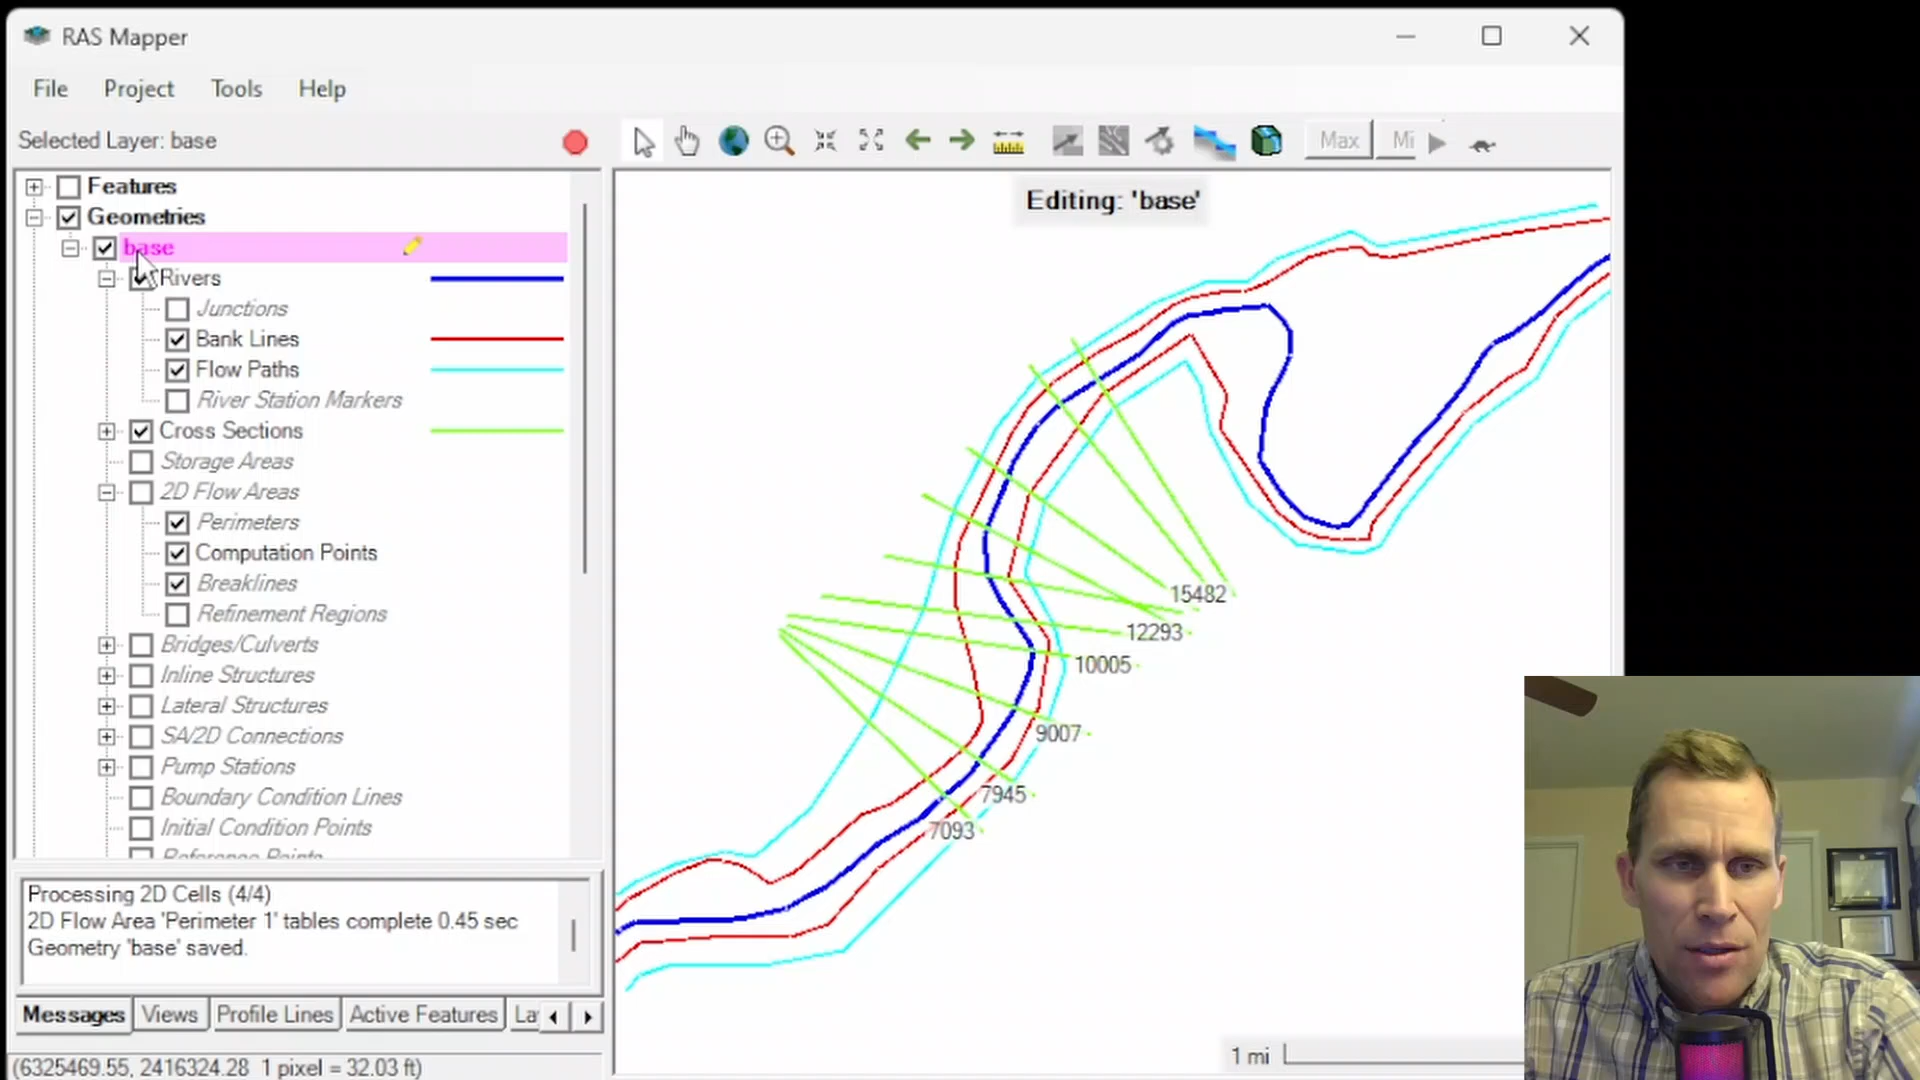 RAS Mapper
File Project Tools Help
Selected Layer: base
Max Mi
Features
Geometries
base
Rivers
Junctions
Bank Lines
Flow Paths
River Station Markers
Cross Sections
Storage Areas
2D Flow Areas
Perimeters
Computation Points
Breaklines
Refinement Regions
Bridges/Culverts
Inline Structures
Lateral Structures
SA/2D Connections
Pump Stations
Boundary Condition Lines
Initial Condition Points
Reference Points
Editing: 'base'
15482
12293
10005
9007
7945
7093
1 mi
Processing 2D Cells (4/4)
2D Flow Area 'Perimeter 1' tables complete 0.45 sec
Geometry 'base' saved.
Messages Views Profile Lines Active Features La
(6325469.55, 2416324.28 1 pixel = 32.03 ft)